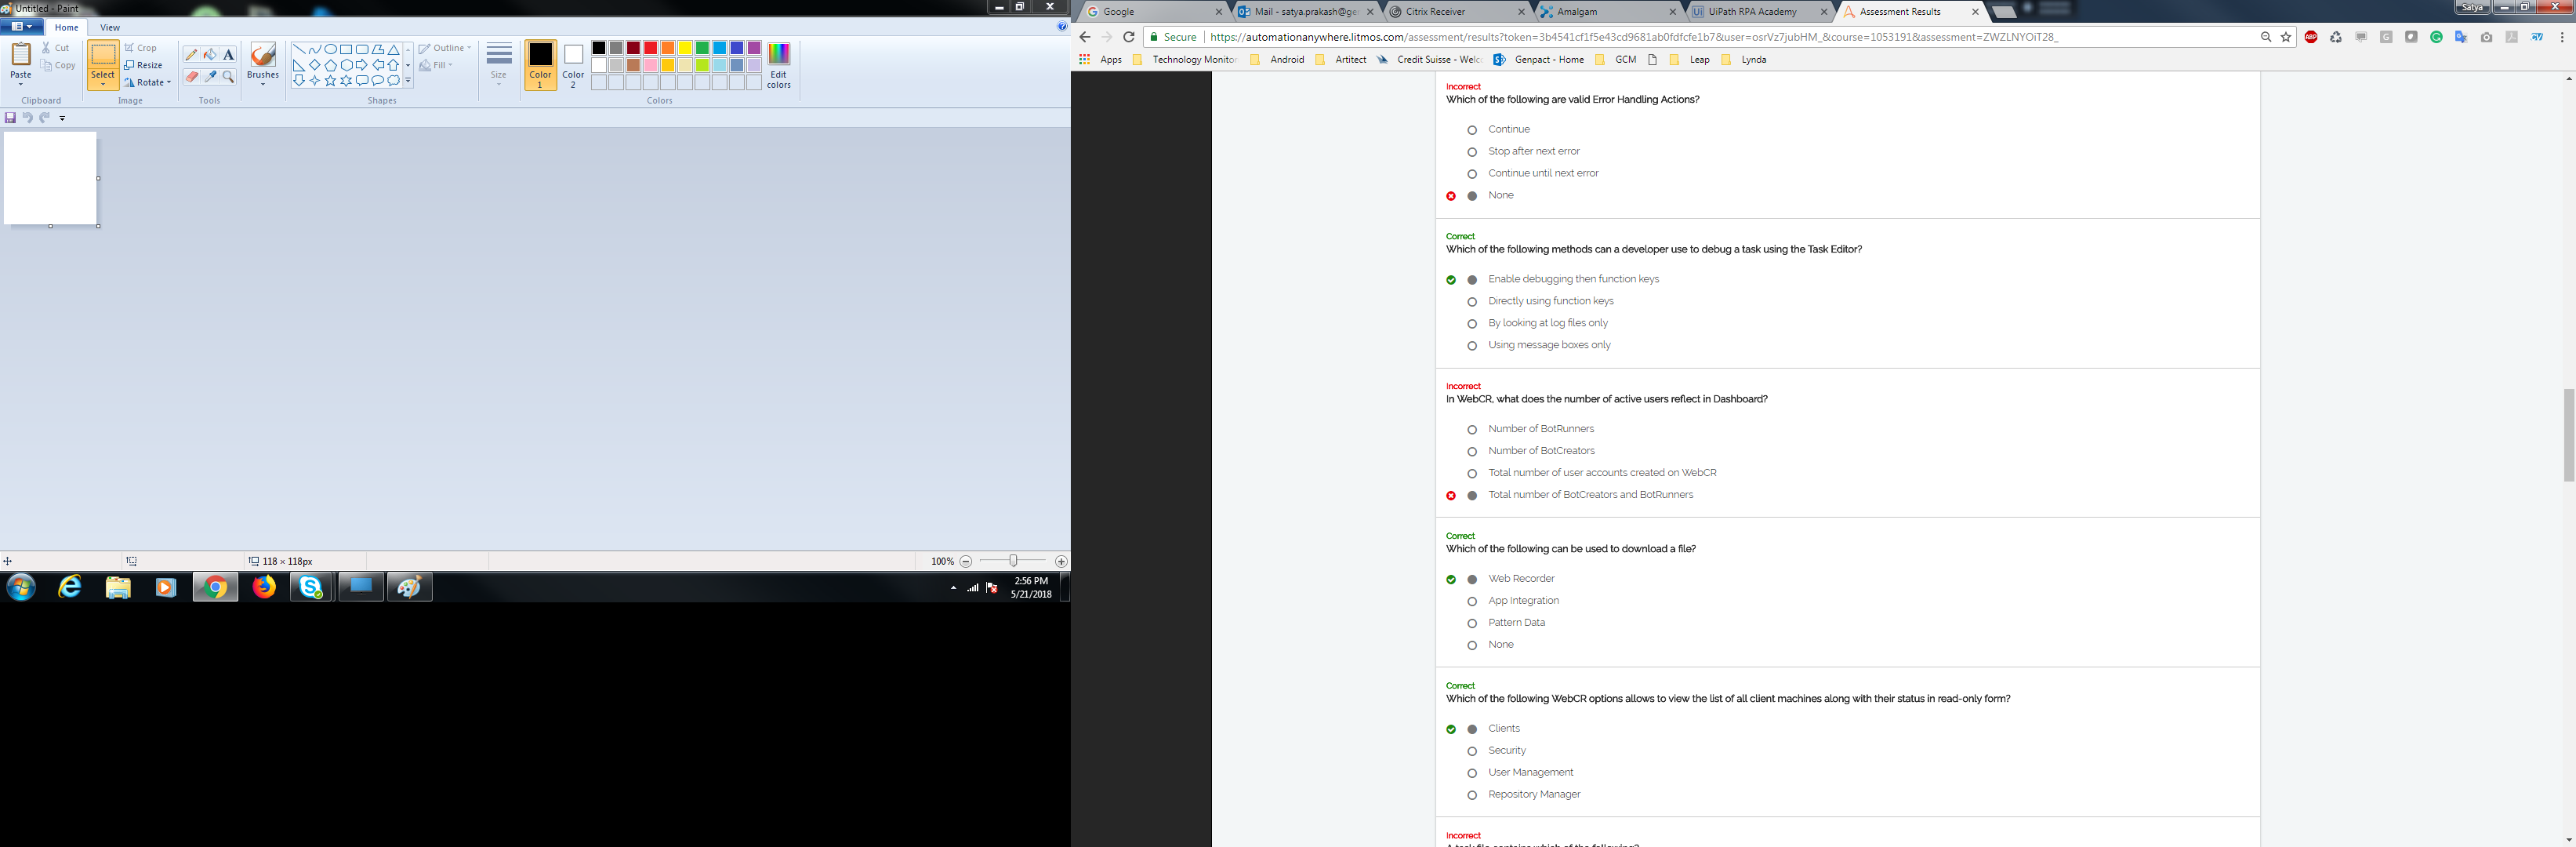 Untitled - Paint
Home View
Paste
Cut
Copy
Clipboard
Select
Crop
Resize
Rotate
Image
A
Tools
Brushes
Outline
Fill
Shapes
Size
Color 1
Color 2
Edit colors
Colors
118 × 118px
100%
2:56 PM
5/21/2018
Google
Mail - satya.prakash@ge
Citrix Receiver
Amalgam
UiPath RPA Academy
Assessment Results
Satya
Secure https://automationanywhere.litmos.com/assessment/results?token=3b4541cf1f5e43cd9681ab0fdfcfe1b7&user=osrVz7jubHM_&course=1053191&assessment=ZWZLNYOiT28_
Apps Technology Monitor Android Artitect Credit Suisse - Welc Genpact - Home GCM Leap Lynda
Incorrect
Which of the following are valid Error Handling Actions?
Continue
Stop after next error
Continue until next error
None
Correct
Which of the following methods can a developer use to debug a task using the Task Editor?
Enable debugging then function keys
Directly using function keys
By looking at log files only
Using message boxes only
Incorrect
In WebCR, what does the number of active users reflect in Dashboard?
Number of BotRunners
Number of BotCreators
Total number of user accounts created on WebCR
Total number of BotCreators and BotRunners
Correct
Which of the following can be used to download a file?
Web Recorder
App Integration
Pattern Data
None
Correct
Which of the following WebCR options allows to view the list of all client machines along with their status in read-only form?
Clients
Security
User Management
Repository Manager
Incorrect
A task file contains which of the following?